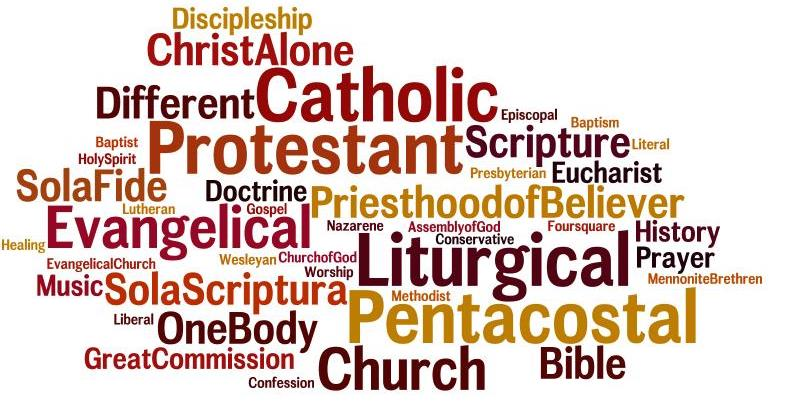 Discipleship
ChristAlone
Different Catholic Episcopal
Baptism
Baptist Protestant Scripture Literal
HolySpirit
Presbyterian Eucharist
SolaFide Doctrine
Lutheran Gospel PriesthoodofBeliever
Healing Evangelical Nazarene AssemblyofGod Foursquare History
Conservative
EvangelicalChurch Wesleyan ChurchofGod Liturgical Prayer
Worship
MennoniteBrethren
Music SolaScriptura Methodist
Liberal OneBody Pentacostal
GreatCommission Church Bible
Confession